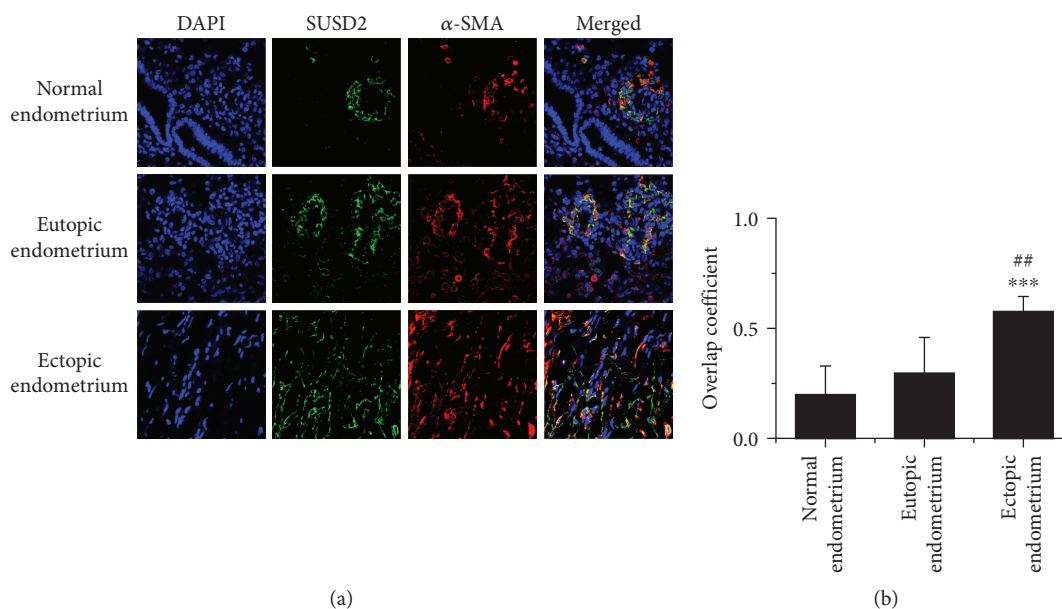 DAPI SUSD2 α-SMA Merged
Normal
endometrium
Eutopic
endometrium
Ectopic
endometrium
(a)
Overlap coefficient
1.0
0.5
0.0
##
***
Normal
endometrium
Eutopic
endometrium
Ectopic
endometrium
(b)